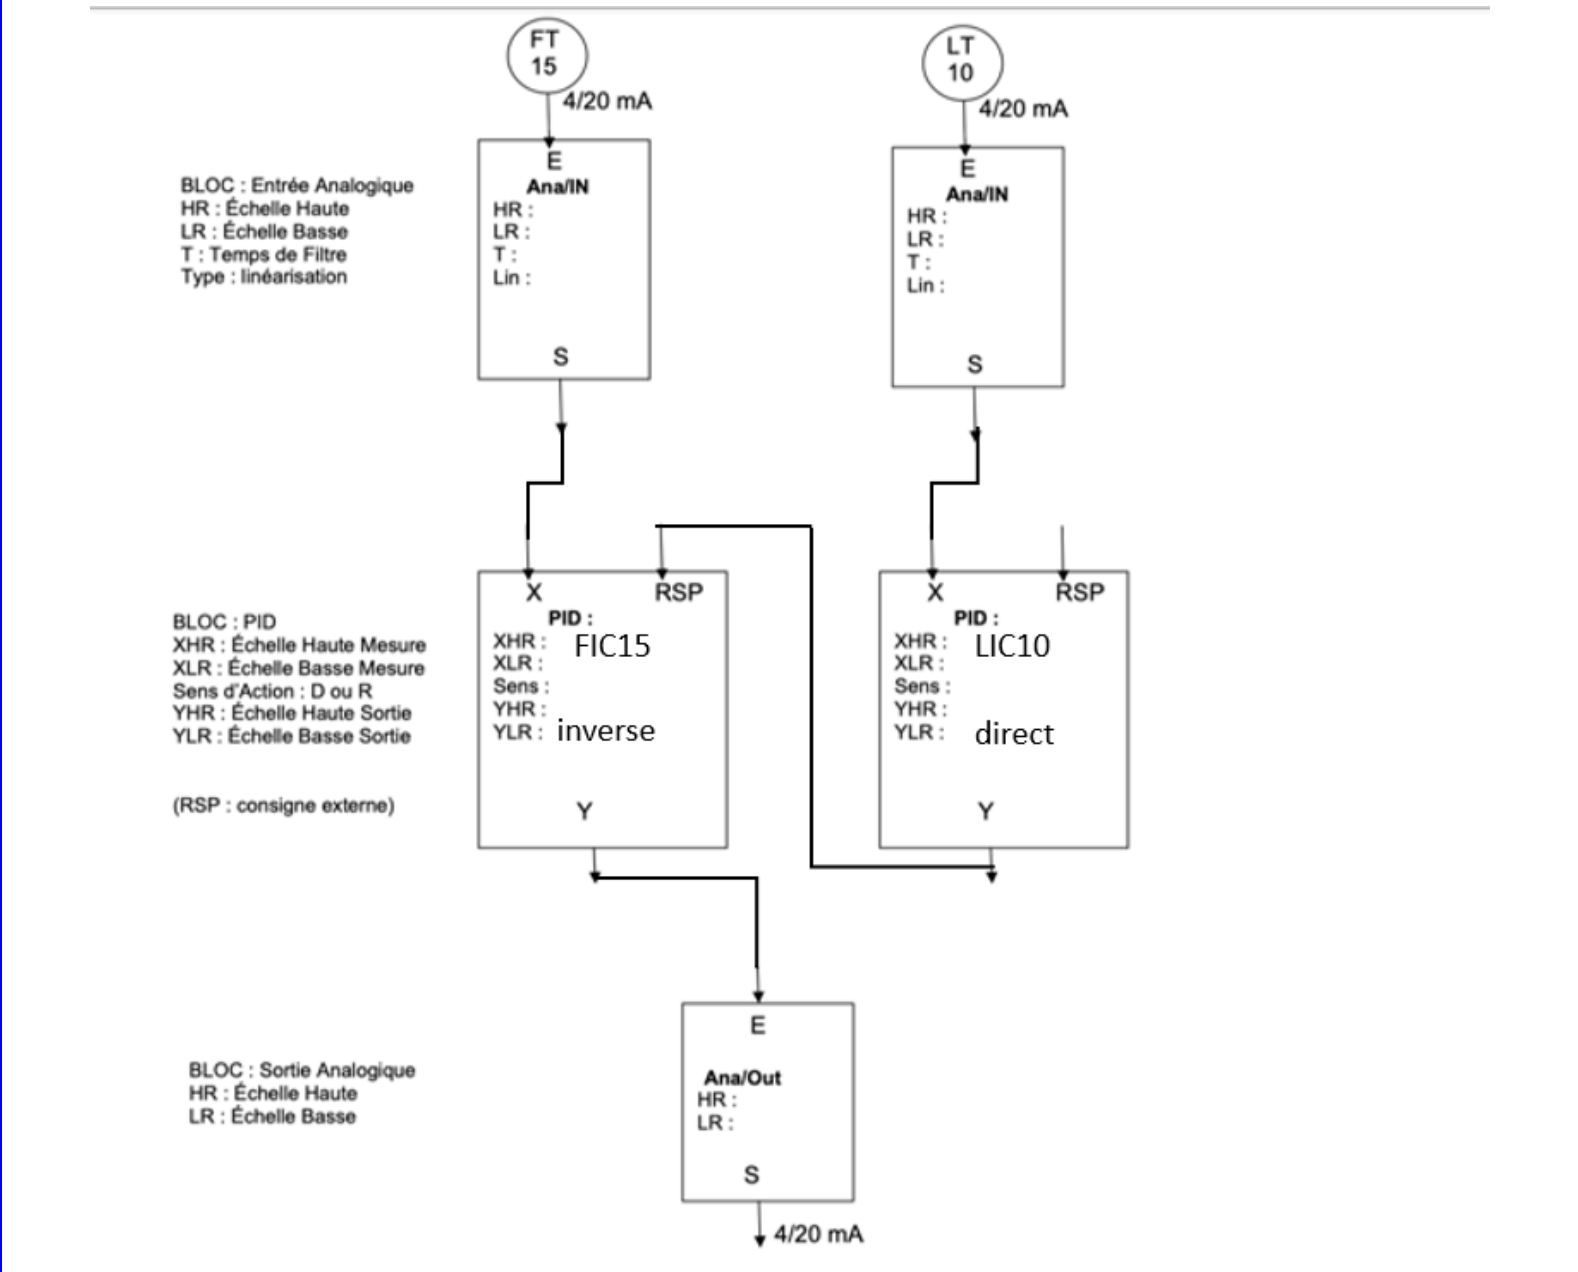 FT
15
4/20 mA
LT
10
4/20 mA
BLOC : Entrée Analogique
HR : Échelle Haute
LR : Échelle Basse
T : Temps de Filtre
Type : linéarisation
E
Ana/IN
HR :
LR :
T :
Lin :
S
E
Ana/IN
HR :
LR :
T :
Lin :
S
BLOC : PID
XHR : Échelle Haute Mesure
XLR : Échelle Basse Mesure
Sens d'Action : D ou R
YHR : Échelle Haute Sortie
YLR : Échelle Basse Sortie
(RSP : consigne externe)
X RSP
PID :
XHR : FIC15
XLR :
Sens :
YHR :
YLR : inverse
Y
X RSP
PID :
XHR : LIC10
XLR :
Sens :
YHR :
YLR : direct
Y
BLOC : Sortie Analogique
HR : Échelle Haute
LR : Échelle Basse
E
Ana/Out
HR :
LR :
S
4/20 mA